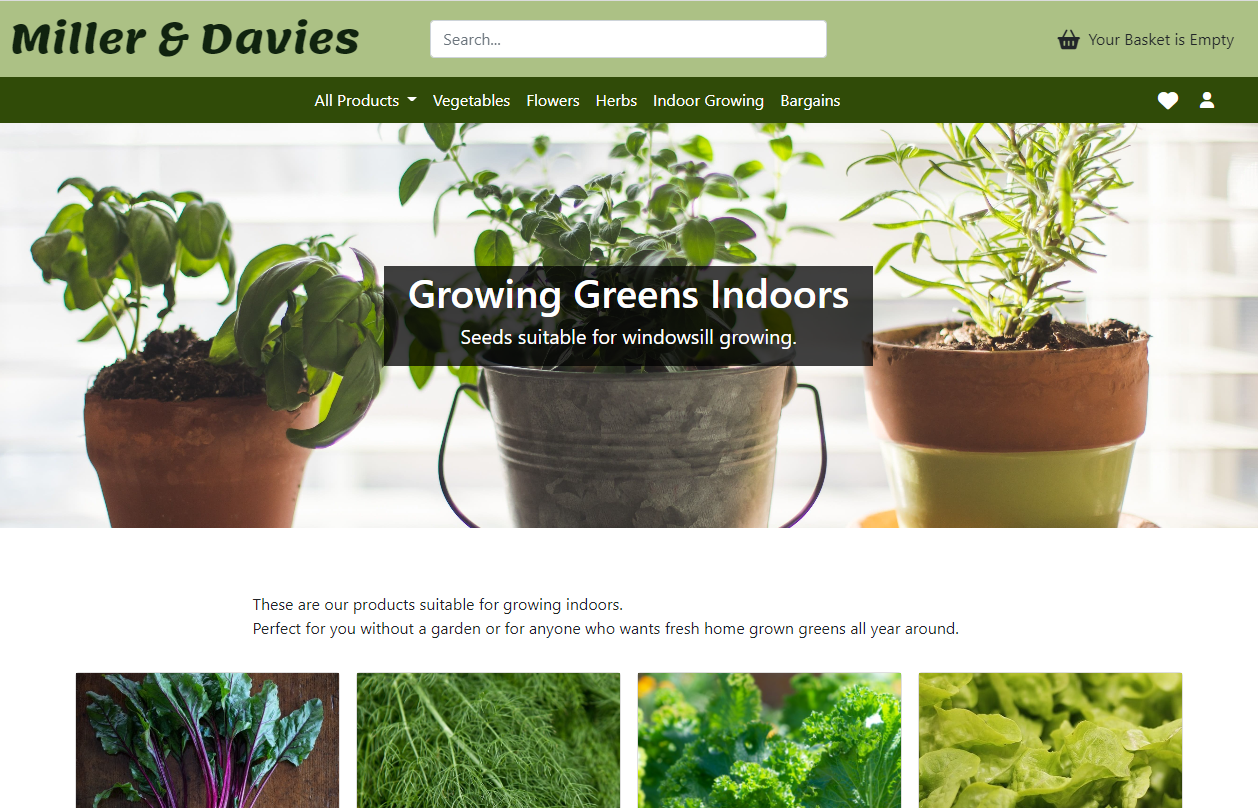 Miller & Davies
Search...
Your Basket is Empty
All Products
Vegetables
Flowers
Herbs
Indoor Growing
Bargains
Growing Greens Indoors
Seeds suitable for windowsill growing.
These are our products suitable for growing indoors.
Perfect for you without a garden or for anyone who wants fresh home grown greens all year around.